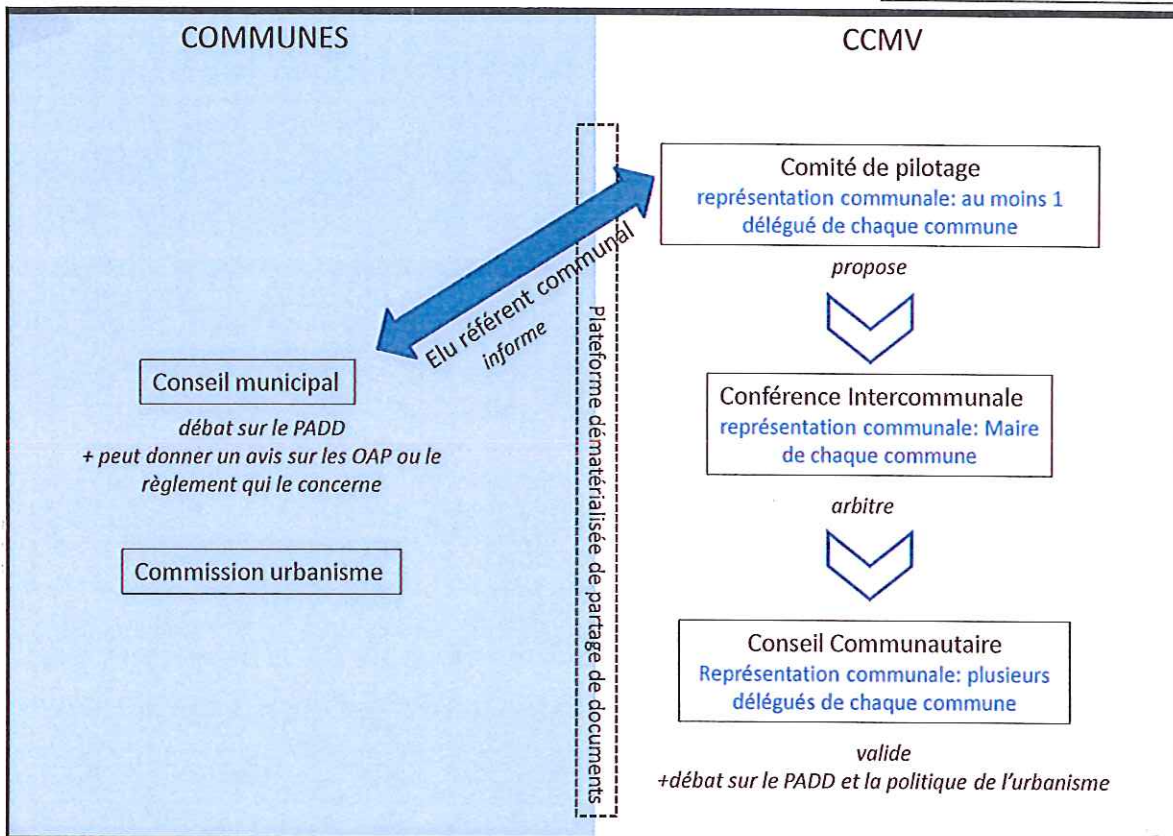 COMMUNES
CCMV
Comité de pilotage
représentation communale: au moins 1
délégué de chaque commune
propose
Elu référent communal
informe
Plateforme dématérialisée de partage de documents
Conseil municipal
débat sur le PADD
+ peut donner un avis sur les OAP ou le
règlement qui le concerne
Commission urbanisme
Conférence Intercommunale
représentation communale: Maire
de chaque commune
arbitre
Conseil Communautaire
Représentation communale: plusieurs
délégués de chaque commune
valide
+débat sur le PADD et la politique de l'urbanisme